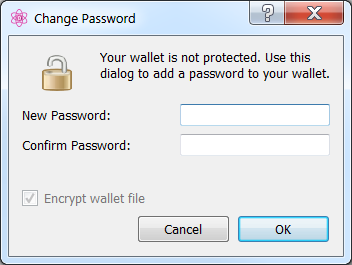 Change Password
?
Your wallet is not protected. Use this
dialog to add a password to your wallet.
New Password:
Confirm Password:
Encrypt wallet file
Cancel
OK